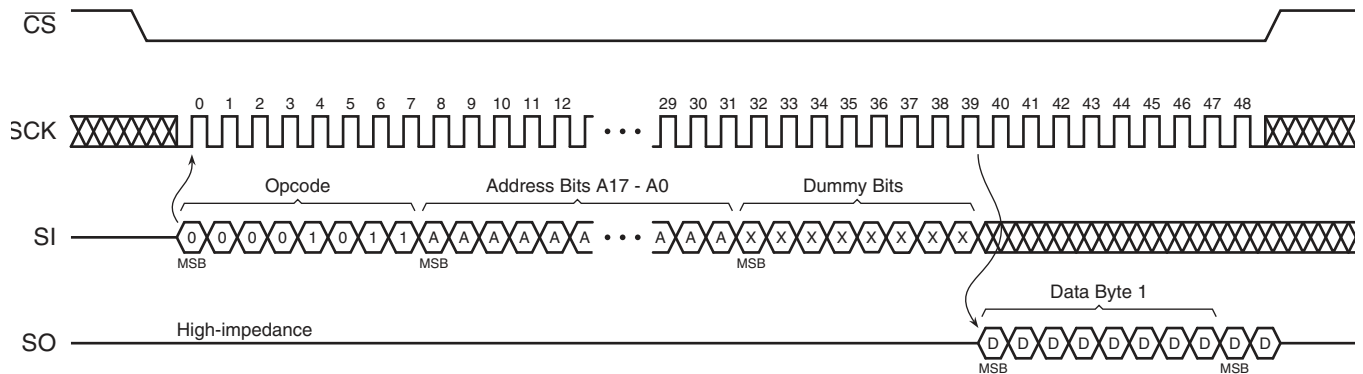 CS
0 1 2 3 4 5 6 7 8 9 10 11 12 29 30 31 32 33 34 35 36 37 38 39 40 41 42 43 44 45 46 47 48
SCK • • •
Opcode Address Bits A17 - A0 Dummy Bits
SI 0 0 0 0 1 0 1 1 A A A A A A • • • A A A X X X X X X X X
MSB MSB MSB
Data Byte 1
High-impedance
SO D D D D D D D D D D
MSB MSB